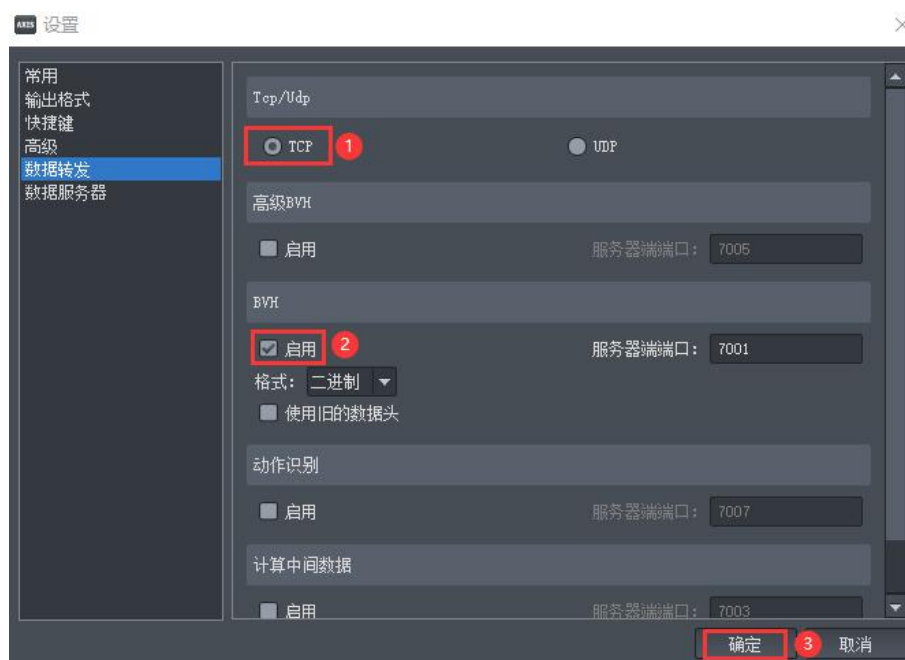 AXIS 设置
常用
输出格式
快捷键
高级
数据转发
数据服务器
Tcp/Udp
TCP 1 UDP
高级BVH
启用 服务器端端口: 7005
BVH
启用 2 服务器端端口: 7001
格式: 二进制
使用旧的数据头
动作识别
启用 服务器端端口: 7007
计算中间数据
启用 服务器端端口: 7003
确定 3 取消